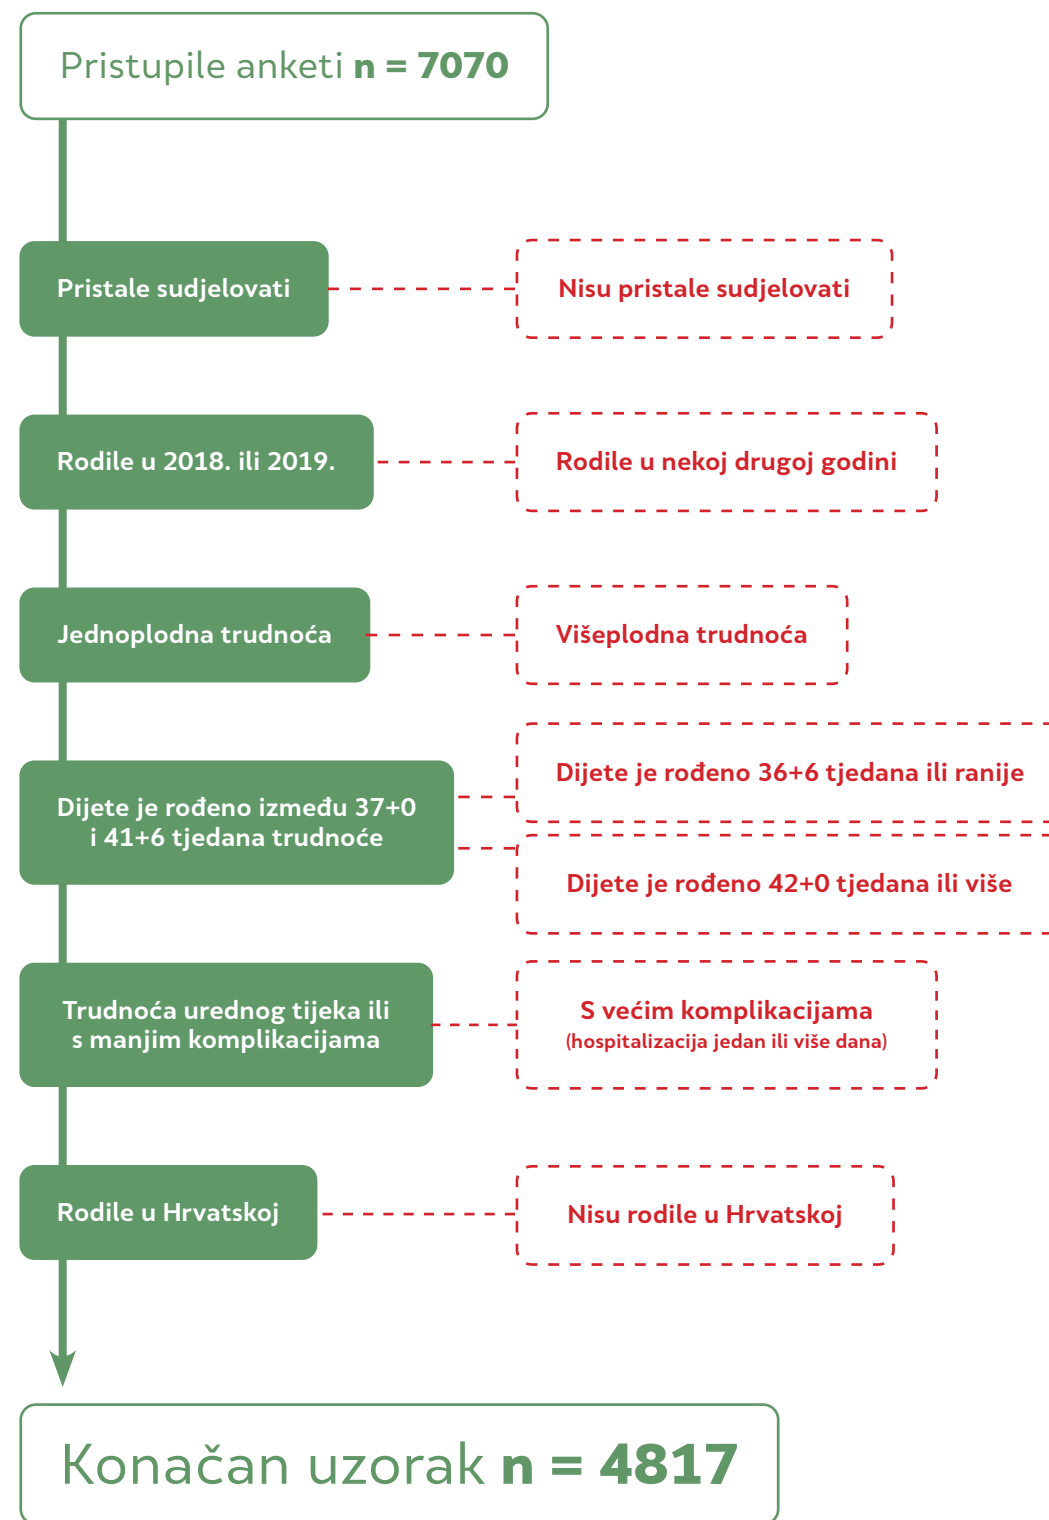 Pristupile anketi n = 7070
Pristale sudjelovati
Nisu pristale sudjelovati
Rodile u 2018. ili 2019.
Rodile u nekoj drugoj godini
Jednoplodna trudnoća
Višeplodna trudnoća
Dijete je rođeno između 37+0
i 41+6 tjedana trudnoće
Dijete je rođeno 36+6 tjedana ili ranije
Dijete je rođeno 42+0 tjedana ili više
Trudnoća urednog tijeka ili
s manjim komplikacijama
S većim komplikacijama
(hospitalizacija jedan ili više dana)
Rodile u Hrvatskoj
Nisu rodile u Hrvatskoj
Konačan uzorak n = 4817